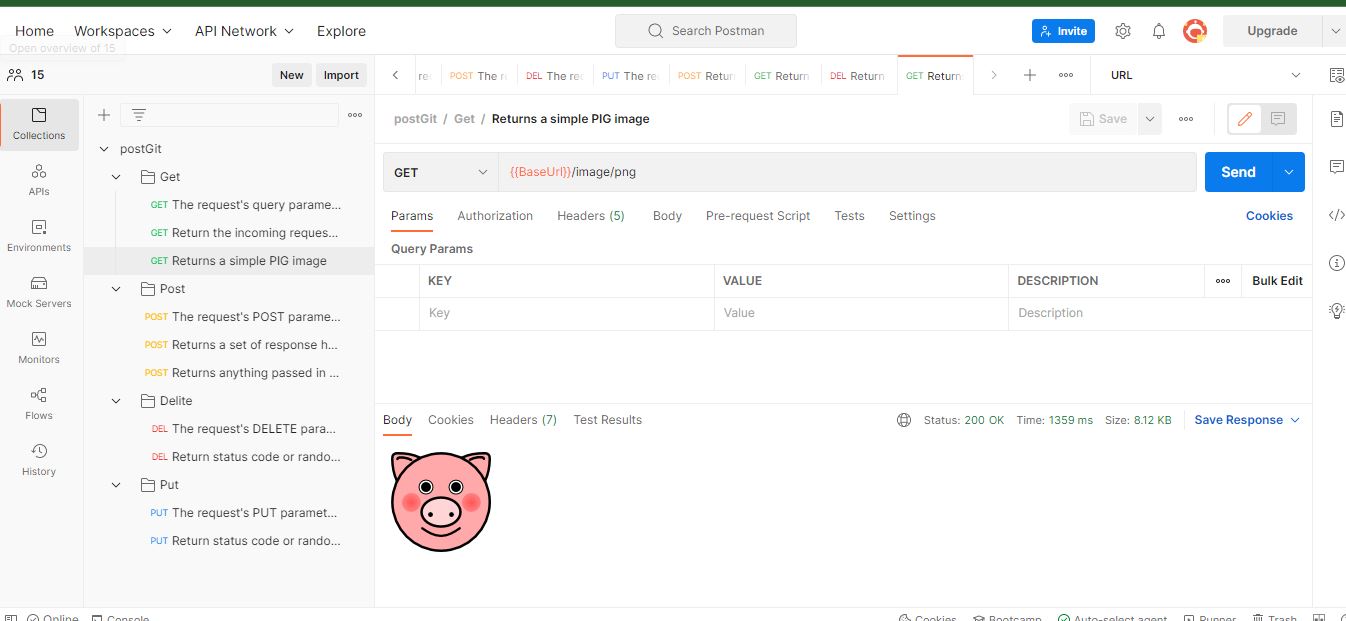 Home Workspaces API Network Explore Search Postman Invite Upgrade
Open overview of 15
15 New Import
POST The r DEL The re PUT The re POST Return GET Return DEL Return GET Return URL
Collections
APIs
Environments
Mock Servers
Monitors
Flows
History
postGit
Get
GET The request's query parame...
GET Return the incoming reques...
GET Returns a simple PIG image
Post
POST The request's POST parame...
POST Returns a set of response h...
POST Returns anything passed in ...
Delite
DEL The request's DELETE para...
DEL Return status code or rando...
Put
PUT The request's PUT paramet...
PUT Return status code or rando...
postGit / Get / Returns a simple PIG image Save
GET {{BaseUrl}}/image/png Send
Params Authorization Headers (5) Body Pre-request Script Tests Settings Cookies
Query Params
KEY VALUE DESCRIPTION Bulk Edit
Key Value Description
Body Cookies Headers (7) Test Results Status: 200 OK Time: 1359 ms Size: 8.12 KB Save Response
Online Console Cookies Bootcamp Auto-select agent Runner Trash